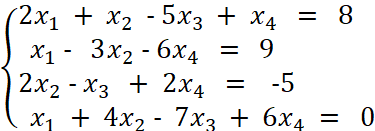 2x₁ + x₂ - 5x₃ + x₄ = 8
x₁ - 3x₂ - 6x₄ = 9
2x₂ - x₃ + 2x₄ = -5
x₁ + 4x₂ - 7x₃ + 6x₄ = 0